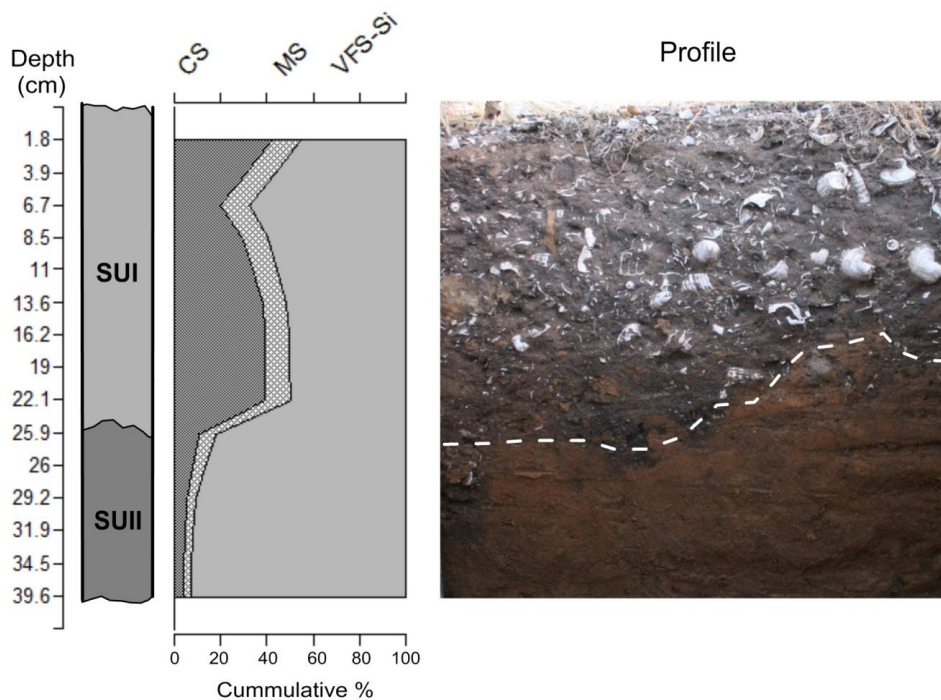 Depth
(cm)
CS
MS
VFS-Si
Profile
1.8
3.9
6.7
8.5
11
13.6
16.2
19
22.1
25.9
26
29.2
31.9
34.5
39.6
SUI
SUII
0 20 40 60 80 100
Cummulative %